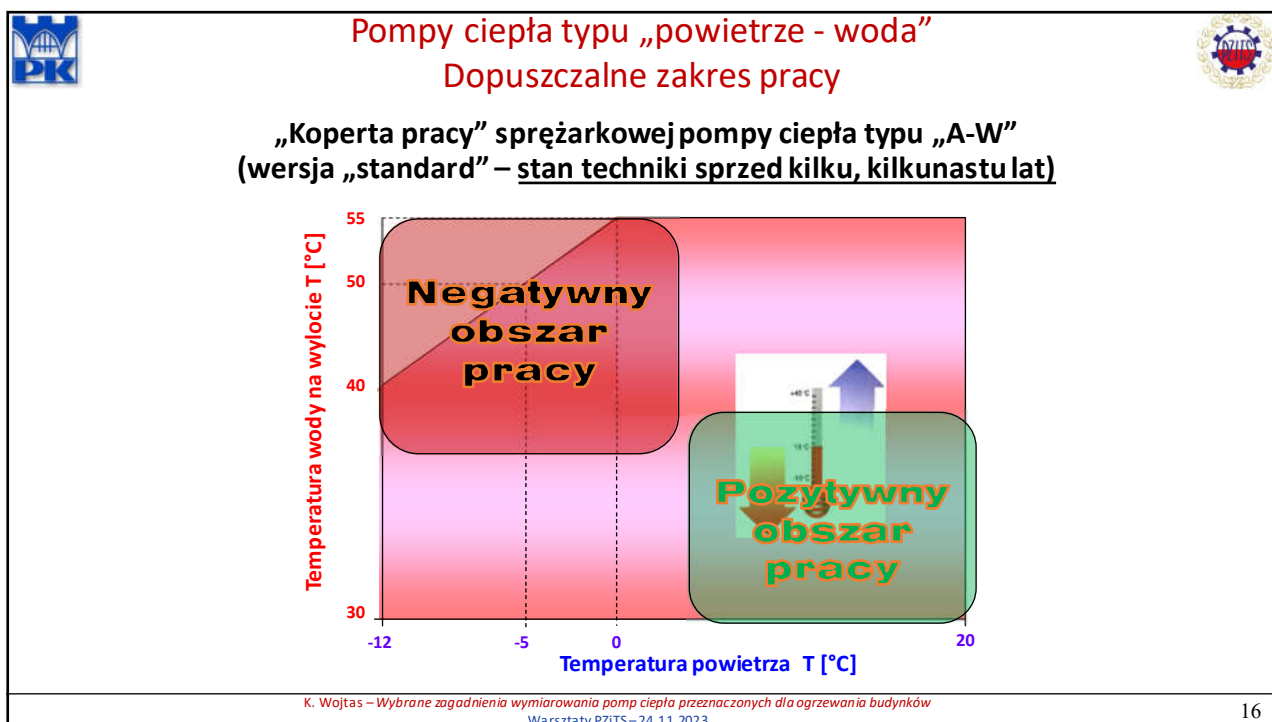 Pompy ciepła typu „powietrze - woda”
Dopuszczalne zakres pracy
PK
„Koperta pracy” sprężarkowej pompy ciepła typu „A-W”
(wersja „standard” – stan techniki sprzed kilku, kilkunastu lat)
Temperatura wody na wylocie T [°C]
55
50
40
30
Negatywny
obszar
pracy
Pozytywny
obszar
pracy
-12
-5
0
20
Temperatura powietrza T [°C]
K. Wojtas – Wybrane zagadnienia wymiarowania pomp ciepła przeznaczonych dla ogrzewania budynków
Warsztaty PZiTS – 24.11.2023
16